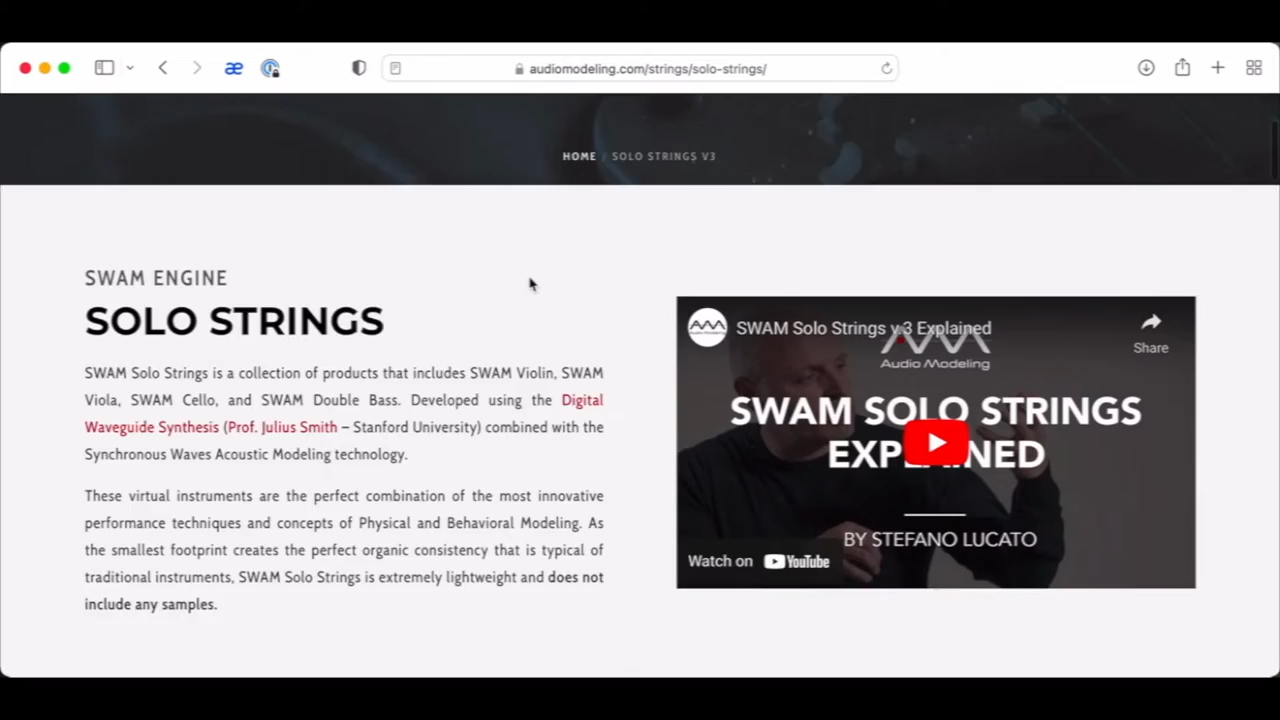 audiomodeling.com/strings/solo-strings/
HOME / SOLO STRINGS V3
SWAM ENGINE
SOLO STRINGS
SWAM Solo Strings is a collection of products that includes SWAM Violin, SWAM
Viola, SWAM Cello, and SWAM Double Bass. Developed using the Digital
Waveguide Synthesis (Prof. Julius Smith – Stanford University) combined with the
Synchronous Waves Acoustic Modeling technology.
These virtual instruments are the perfect combination of the most innovative
performance techniques and concepts of Physical and Behavioral Modeling. As
the smallest footprint creates the perfect organic consistency that is typical of
traditional instruments, SWAM Solo Strings is extremely lightweight and does not
include any samples.
Audio Modeling
SWAM Solo Strings v.3 Explained
Share
Audio Modeling
SWAM SOLO STRINGS
EXPLAINED
BY STEFANO LUCATO
Watch on YouTube